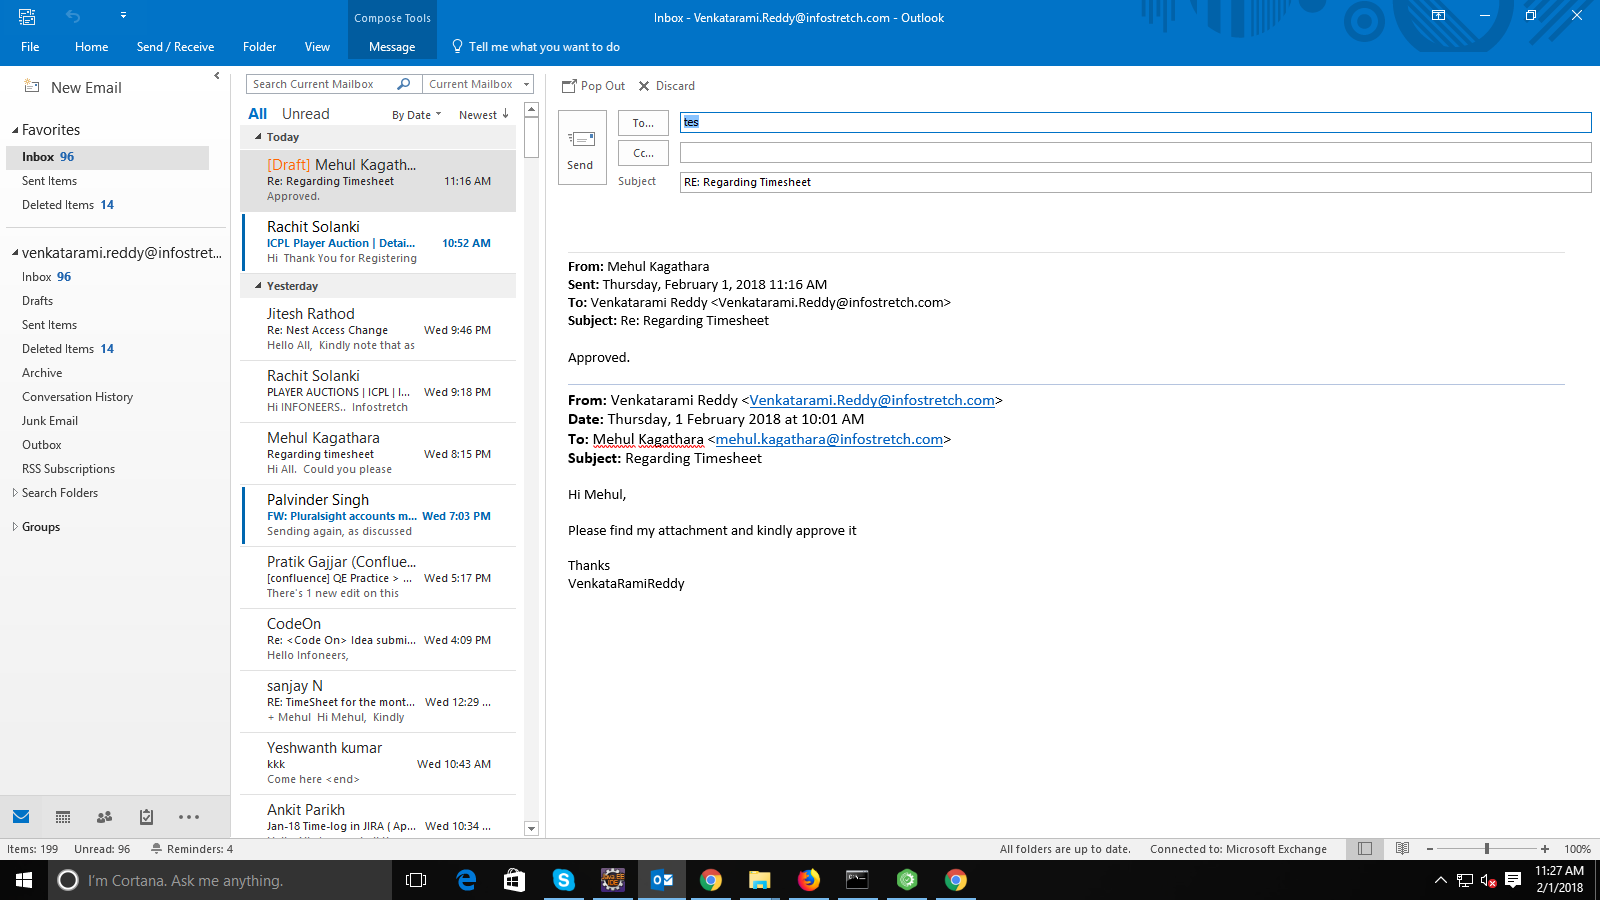 Compose Tools
Inbox - Venkatarami.Reddy@infostretch.com - Outlook
File Home Send / Receive Folder View Message Tell me what you want to do
New Email
Favorites
Inbox 96
Sent Items
Deleted Items 14
venkatarami.reddy@infostret...
Inbox 96
Drafts
Sent Items
Deleted Items 14
Archive
Conversation History
Junk Email
Outbox
RSS Subscriptions
Search Folders
Groups
Search Current Mailbox Current Mailbox
All Unread By Date Newest ↓
Today
[Draft] Mehul Kagath...
Re: Regarding Timesheet 11:16 AM
Approved.
Rachit Solanki
ICPL Player Auction | Detai... 10:52 AM
Hi Thank You for Registering
Yesterday
Jitesh Rathod
Re: Nest Access Change Wed 9:46 PM
Hello All, Kindly note that as
Rachit Solanki
PLAYER AUCTIONS | ICPL | I... Wed 9:18 PM
Hi INFONEERS.. Infostretch
Mehul Kagathara
Regarding timesheet Wed 8:15 PM
Hi All. Could you please
Palvinder Singh
FW: Pluralsight accounts m... Wed 7:03 PM
Sending again, as discussed
Pratik Gajjar (Conflue...
[confluence] QE Practice > ... Wed 5:17 PM
There's 1 new edit on this
CodeOn
Re: <Code On> Idea submi... Wed 4:09 PM
Hello Infoneers,
sanjay N
RE: TimeSheet for the mont... Wed 12:29 ...
+ Mehul Hi Mehul, Kindly
Yeshwanth kumar
kkk Wed 10:43 AM
Come here <end>
Ankit Parikh
Jan-18 Time-log in JIRA ( Ap... Wed 10:34 ...
Pop Out Discard
Send
To... tes
Cc...
Subject RE: Regarding Timesheet
From: Mehul Kagathara
Sent: Thursday, February 1, 2018 11:16 AM
To: Venkatarami Reddy <Venkatarami.Reddy@infostretch.com>
Subject: Re: Regarding Timesheet
Approved.
From: Venkatarami Reddy <Venkatarami.Reddy@infostretch.com>
Date: Thursday, 1 February 2018 at 10:01 AM
To: Mehul Kagathara <mehul.kagathara@infostretch.com>
Subject: Regarding Timesheet
Hi Mehul,
Please find my attachment and kindly approve it
Thanks
VenkataRamiReddy
Items: 199 Unread: 96 Reminders: 4 All folders are up to date. Connected to: Microsoft Exchange 100%
I'm Cortana. Ask me anything.
11:27 AM
2/1/2018